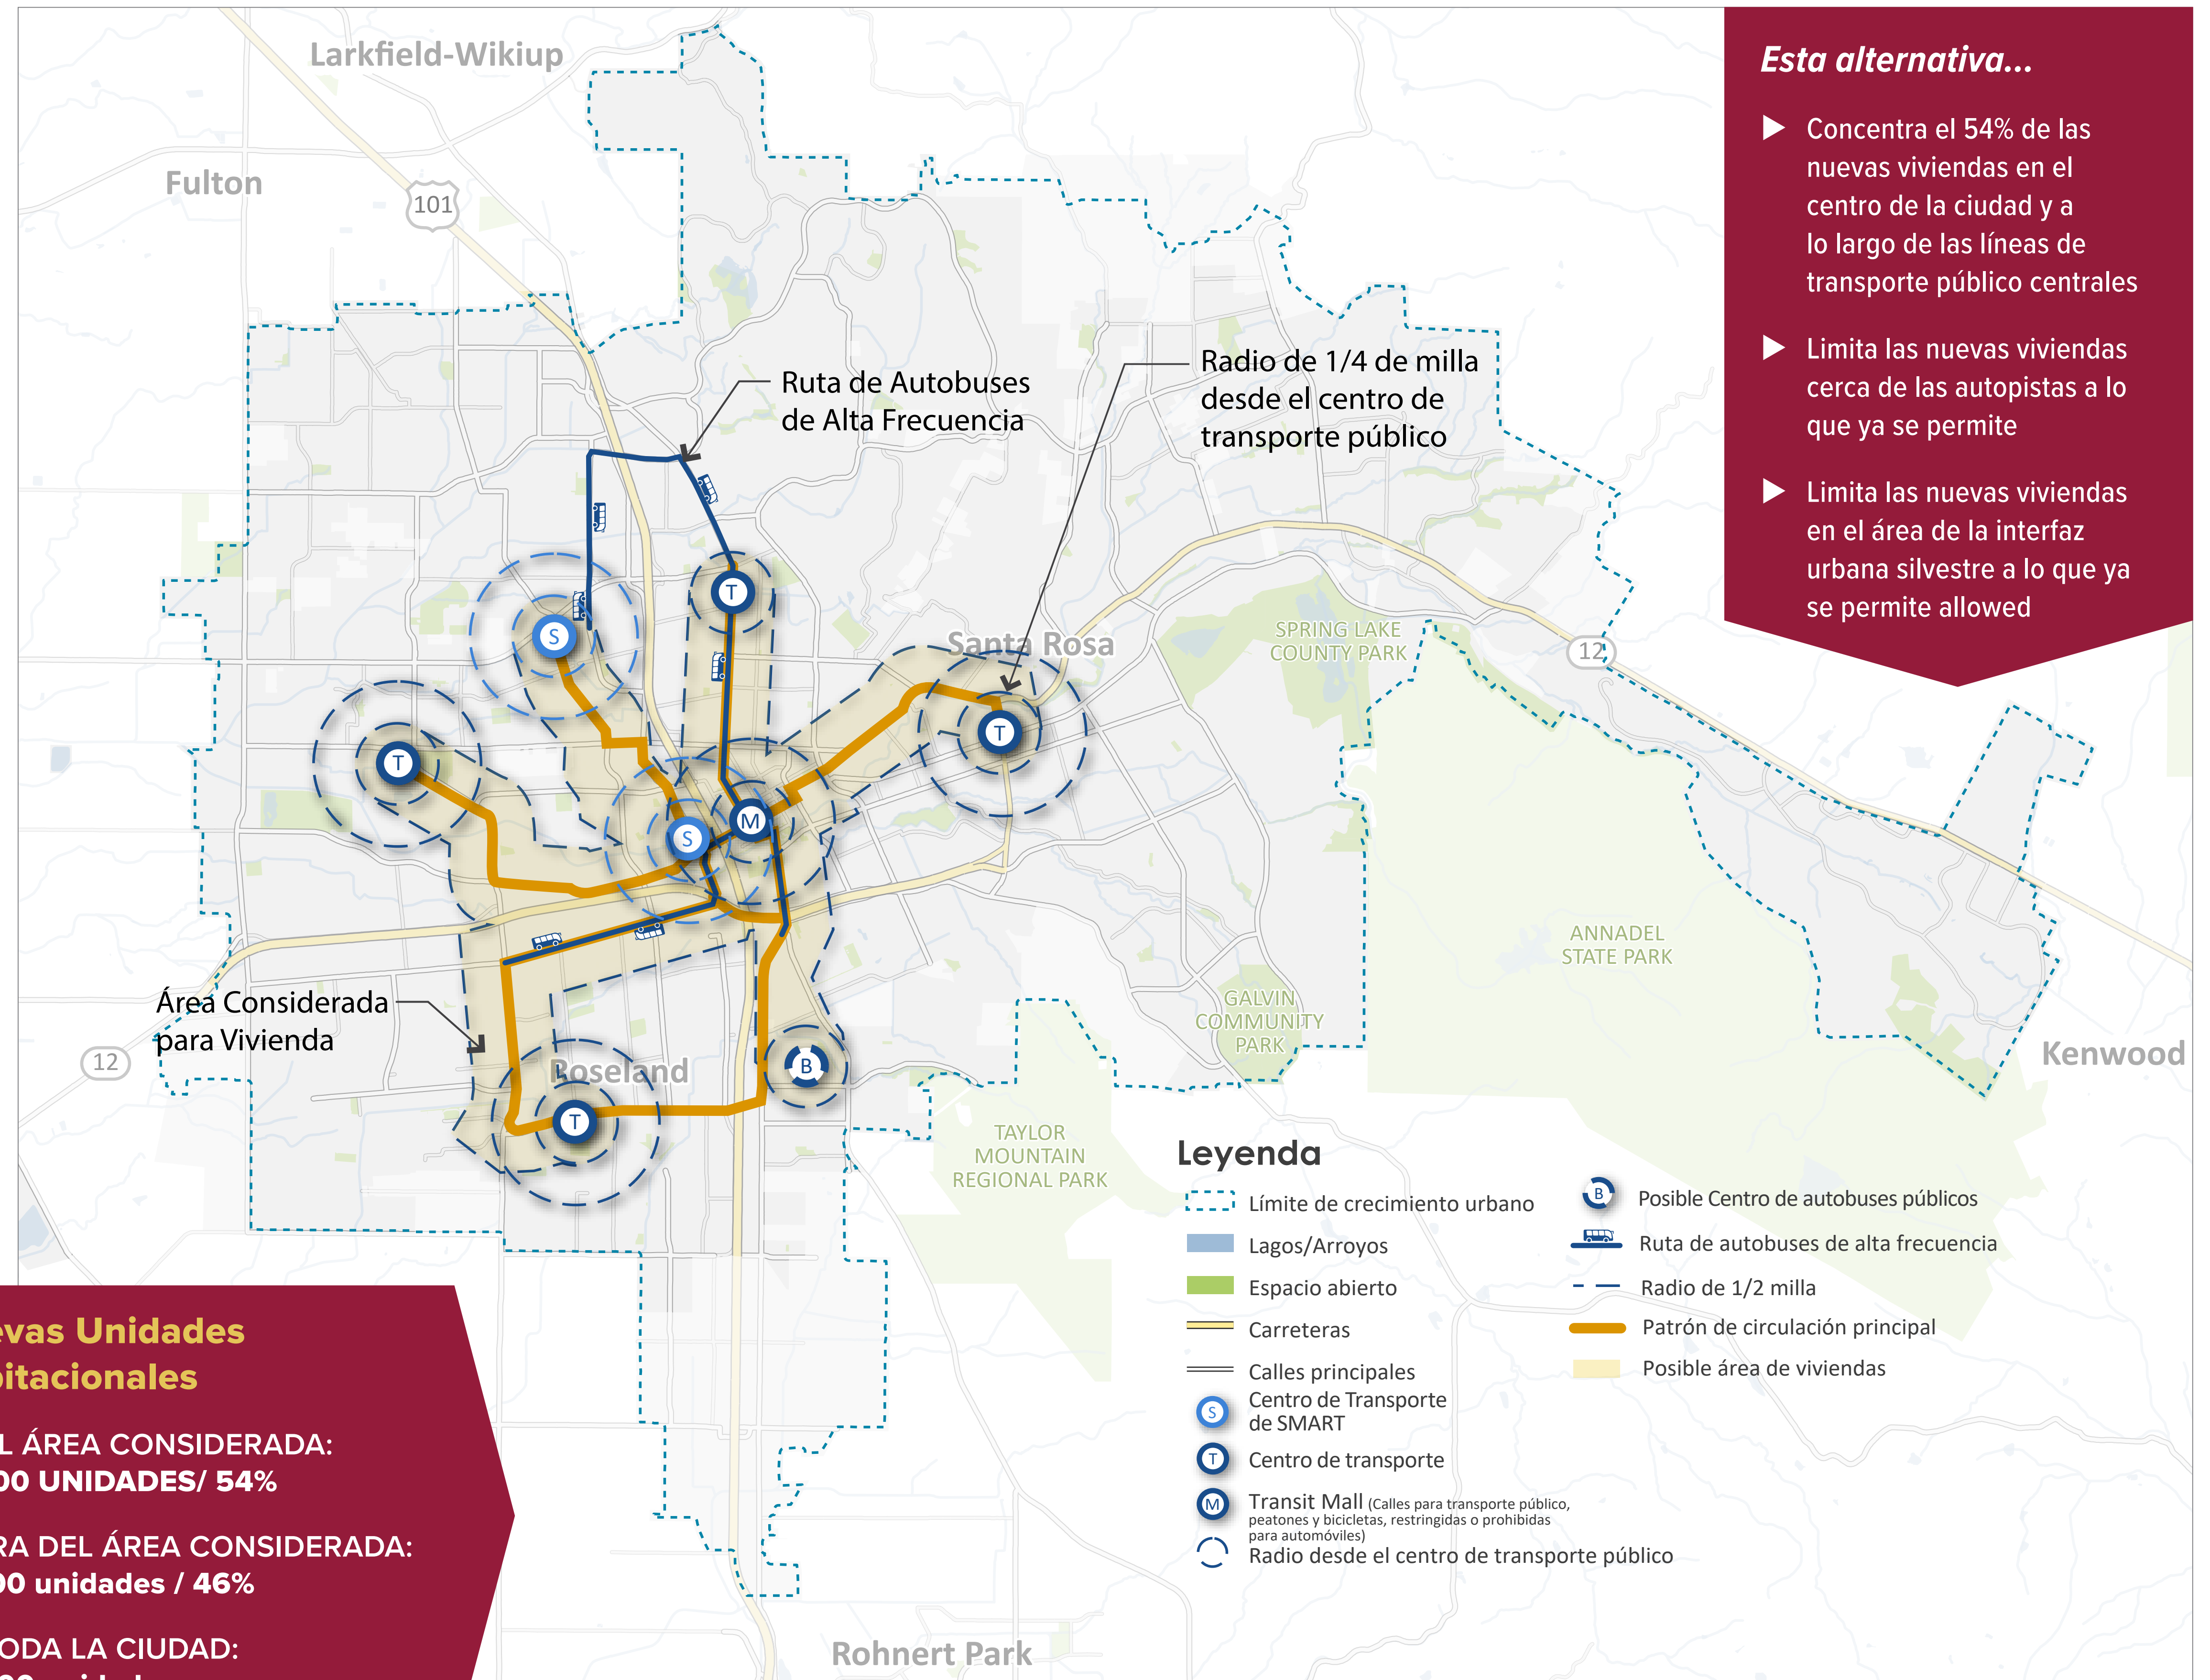 Larkfield-Wikiup
Fulton
101
Esta alternativa...
Concentra el 54% de las
nuevas viviendas en el
centro de la ciudad y a
lo largo de las líneas de
transporte público centrales
Limita las nuevas viviendas
cerca de las autopistas a lo
que ya se permite
Limita las nuevas viviendas
en el área de la interfaz
urbana silvestre a lo que ya
se permite allowed
Ruta de Autobuses
de Alta Frecuencia
Radio de 1/4 de milla
desde el centro de
transporte público
T
S
Santa Rosa
SPRING LAKE
COUNTY PARK
12
T
T
M
S
ANNADEL
STATE PARK
GALVIN
COMMUNITY
PARK
Área Considerada
para Vivienda
12
Kenwood
Roseland
B
T
TAYLOR
MOUNTAIN
REGIONAL PARK
Leyenda
Límite de crecimiento urbano
Lagos/Arroyos
Espacio abierto
Carreteras
Calles principales
S
Centro de Transporte
de SMART
T
Centro de transporte
M
Transit Mall (Calles para transporte público,
peatones y bicicletas, restringidas o prohibidas
para automóviles)
Radio desde el centro de transporte público
B
Posible Centro de autobuses públicos
Ruta de autobuses de alta frecuencia
Radio de 1/2 milla
Patrón de circulación principal
Posible área de viviendas
Unidades
ÁREA CONSIDERADA:
UNIDADES/ 54%
DEL ÁREA CONSIDERADA:
unidades / 46%
LA CIUDAD:
Rohnert Park